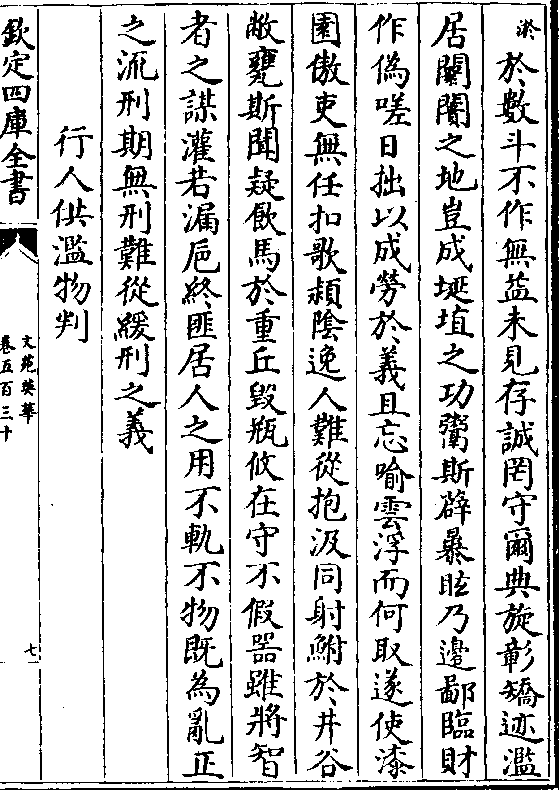 淤於數斗不作無益未見存誠罔守爾典旋彰矯迹濫
居闤闠之地豈成埏埴之功鬻斯薜暴眩乃邊鄙臨財
作偽嗟日拙以成勞於義且忘喻雲浮而何取遂使漆
園傲吏無任扣歌潁陰逸人難從抱汲同射鮒於井谷
敝甕斯聞疑飲馬於重丘毀瓶攸在守不假器雖將智
者之謀灌若漏卮終匪居人之用不軌不物既為亂正
之流刑期無刑難從緩刑之義
行人供濫物判
欽定四庫全書
文苑英華
卷五百三十
七